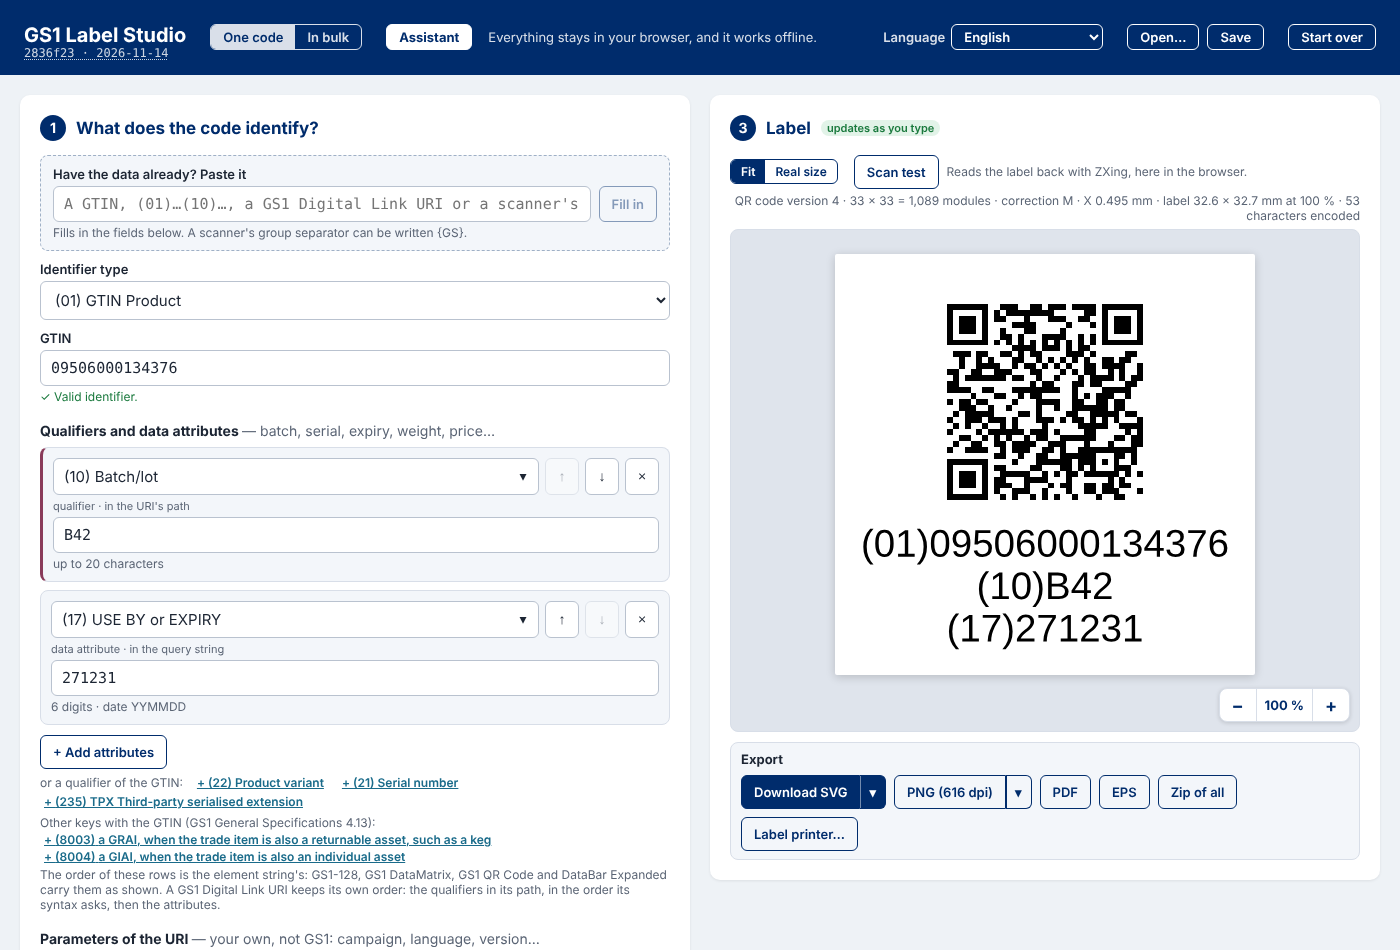 GS1 Label Studio
2836f23 · 2026-11-14
One code
In bulk
Assistant
Everything stays in your browser, and it works offline.
Language
English
Open…
Save
Start over
1 What does the code identify?
Have the data already? Paste it
A GTIN, (01)…(10)…, a GS1 Digital Link URI or a scanner's
Fill in
Fills in the fields below. A scanner's group separator can be written {GS}.
Identifier type
(01) GTIN Product
GTIN
09506000134376
✓ Valid identifier.
Qualifiers and data attributes — batch, serial, expiry, weight, price…
(10) Batch/lot ▼ ↑ ↓ ×
qualifier · in the URI's path
B42
up to 20 characters
(17) USE BY or EXPIRY ▼ ↑ ↓ ×
data attribute · in the query string
271231
6 digits · date YYMMDD
+ Add attributes
or a qualifier of the GTIN: + (22) Product variant + (21) Serial number
+ (235) TPX Third-party serialised extension
Other keys with the GTIN (GS1 General Specifications 4.13):
+ (8003) a GRAI, when the trade item is also a returnable asset, such as a keg
+ (8004) a GIAI, when the trade item is also an individual asset
The order of these rows is the element string's: GS1-128, GS1 DataMatrix, GS1 QR Code and DataBar Expanded
carry them as shown. A GS1 Digital Link URI keeps its own order: the qualifiers in its path, in the order its
syntax asks, then the attributes.
Parameters of the URI — your own, not GS1: campaign, language, version…
3 Label updates as you type
Fit
Real size
Scan test
Reads the label back with ZXing, here in the browser.
QR code version 4 · 33 × 33 = 1,089 modules · correction M · X 0.495 mm · label 32.6 × 32.7 mm at 100 % · 53
characters encoded
(01)09506000134376
(10)B42
(17)271231
− 100 % +
Export
Download SVG ▼
PNG (616 dpi) ▼
PDF
EPS
Zip of all
Label printer…